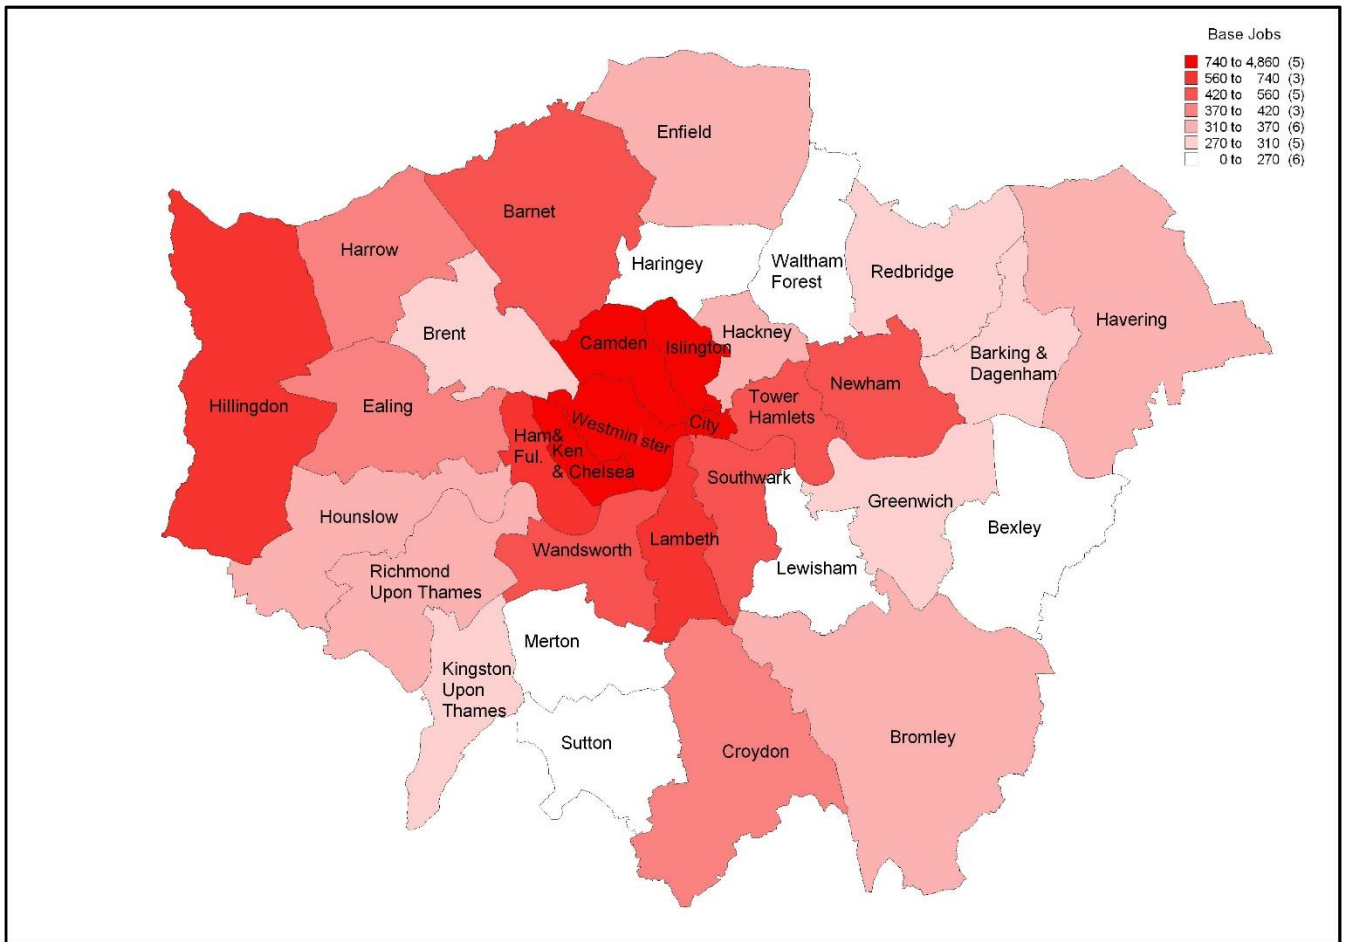 Base Jobs
740 to 4,860 (5)
560 to 740 (3)
420 to 560 (5)
370 to 420 (3)
310 to 370 (6)
270 to 310 (5)
0 to 270 (6)
Enfield
Barnet
Harrow
Haringey
Waltham
Forest
Redbridge
Havering
Brent
Camden
Islington
Hackney
Barking &
Dagenham
Hillingdon
Ealing
Newham
Tower
Hamlets
Westminster
City
Ham&
Ful.
Ken
& Chelsea
Southwark
Greenwich
Hounslow
Bexley
Wandsworth
Lambeth
Lewisham
Richmond
Upon Thames
Merton
Kingston
Upon
Thames
Sutton
Croydon
Bromley